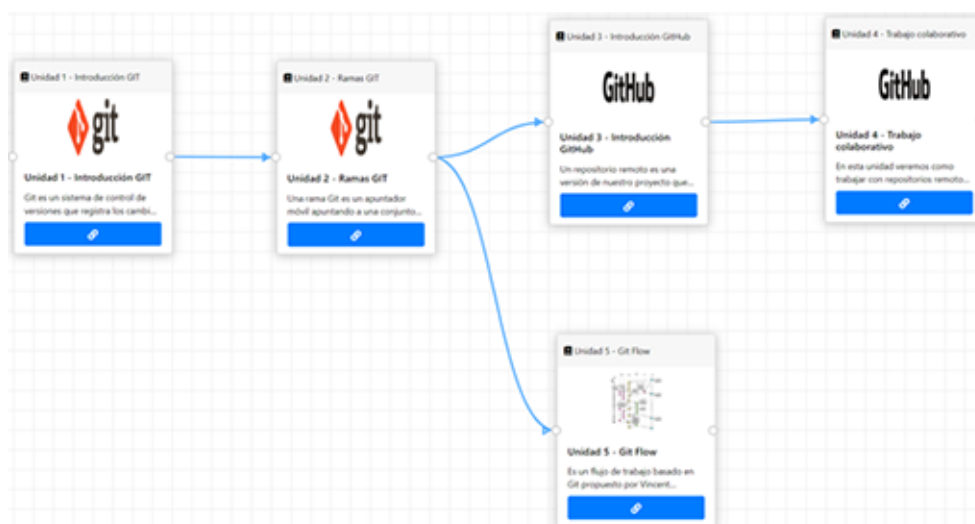 Unidad 1 - Introducción GIT
git
Unidad 1 - Introducción GIT
Git es un sistema de control de
versiones que registra los cambi...
Unidad 2 - Ramas GIT
git
Unidad 2 - Ramas GIT
Una rama Git es un apuntador
móvil apuntando a una conjunto...
Unidad 3 - Introducción GitHub
GitHub
Unidad 3 - Introducción
GitHub
Un repositorio remoto es una
versión de nuestro proyecto que...
Unidad 4 - Trabajo colaborativo
GitHub
Unidad 4 - Trabajo
colaborativo
En esta unidad veremos como
trabajar con repositorios remoto...
Unidad 5 - Git Flow
Unidad 5 - Git Flow
Es un flujo de trabajo basado en
Git propuesto por Vincent...